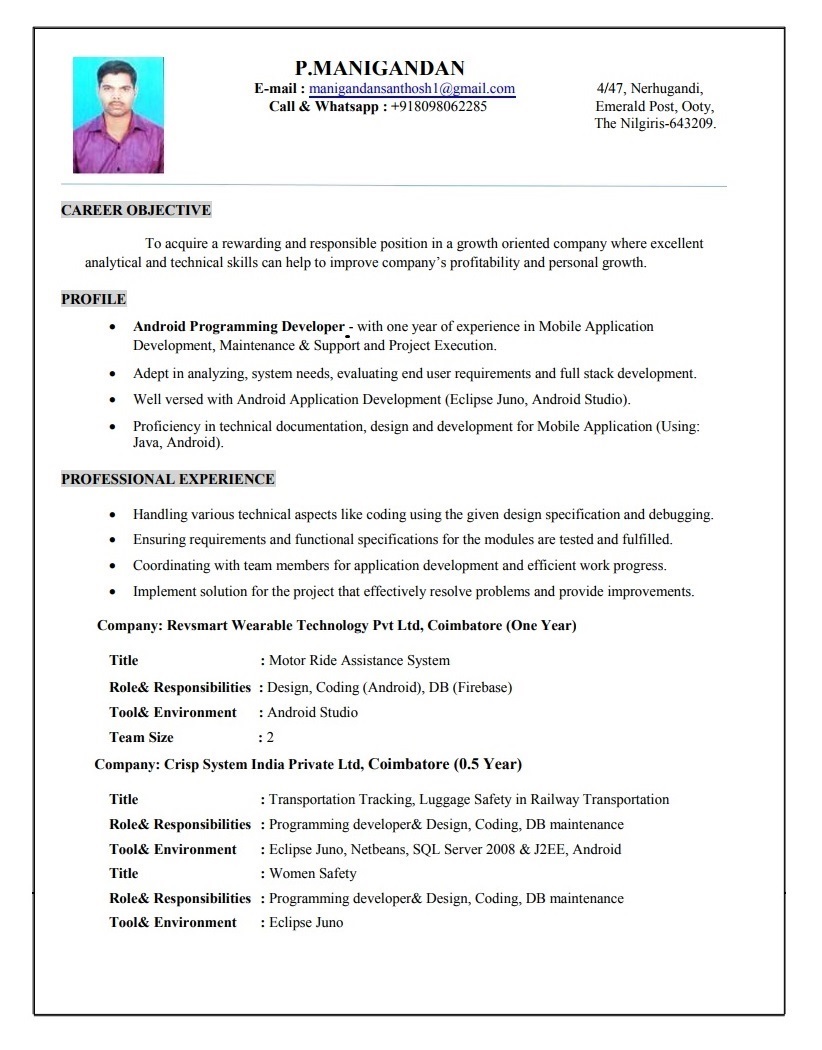 P.MANIGANDAN
E-mail : manigandansanthosh1@gmail.com
4/47, Nerhugandi,
Call & Whatsapp : +918098062285
Emerald Post, Ooty,
The Nilgiris-643209.
CAREER OBJECTIVE
To acquire a rewarding and responsible position in a growth oriented company where excellent
analytical and technical skills can help to improve company’s profitability and personal growth.
PROFILE
• Android Programming Developer - with one year of experience in Mobile Application
Development, Maintenance & Support and Project Execution.
• Adept in analyzing, system needs, evaluating end user requirements and full stack development.
• Well versed with Android Application Development (Eclipse Juno, Android Studio).
• Proficiency in technical documentation, design and development for Mobile Application (Using:
Java, Android).
PROFESSIONAL EXPERIENCE
• Handling various technical aspects like coding using the given design specification and debugging.
• Ensuring requirements and functional specifications for the modules are tested and fulfilled.
• Coordinating with team members for application development and efficient work progress.
• Implement solution for the project that effectively resolve problems and provide improvements.
Company: Revsmart Wearable Technology Pvt Ltd, Coimbatore (One Year)
Title : Motor Ride Assistance System
Role& Responsibilities : Design, Coding (Android), DB (Firebase)
Tool& Environment : Android Studio
Team Size : 2
Company: Crisp System India Private Ltd, Coimbatore (0.5 Year)
Title : Transportation Tracking, Luggage Safety in Railway Transportation
Role& Responsibilities : Programming developer& Design, Coding, DB maintenance
Tool& Environment : Eclipse Juno, Netbeans, SQL Server 2008 & J2EE, Android
Title : Women Safety
Role& Responsibilities : Programming developer& Design, Coding, DB maintenance
Tool& Environment : Eclipse Juno